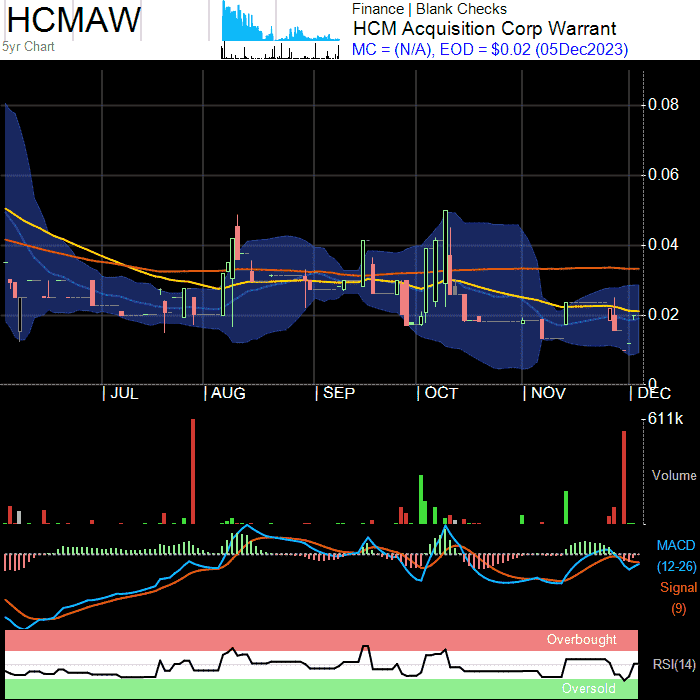 HCMAW
5yr Chart
Finance | Blank Checks
HCM Acquisition Corp Warrant
MC = (N/A), EOD = $0.02 (05Dec2023)
0.08
0.06
0.04
0.02
0
| JUL | AUG | SEP | OCT | NOV | DEC
611k
Volume
MACD
(12-26)
Signal
(9)
Overbought
RSI(14)
Oversold